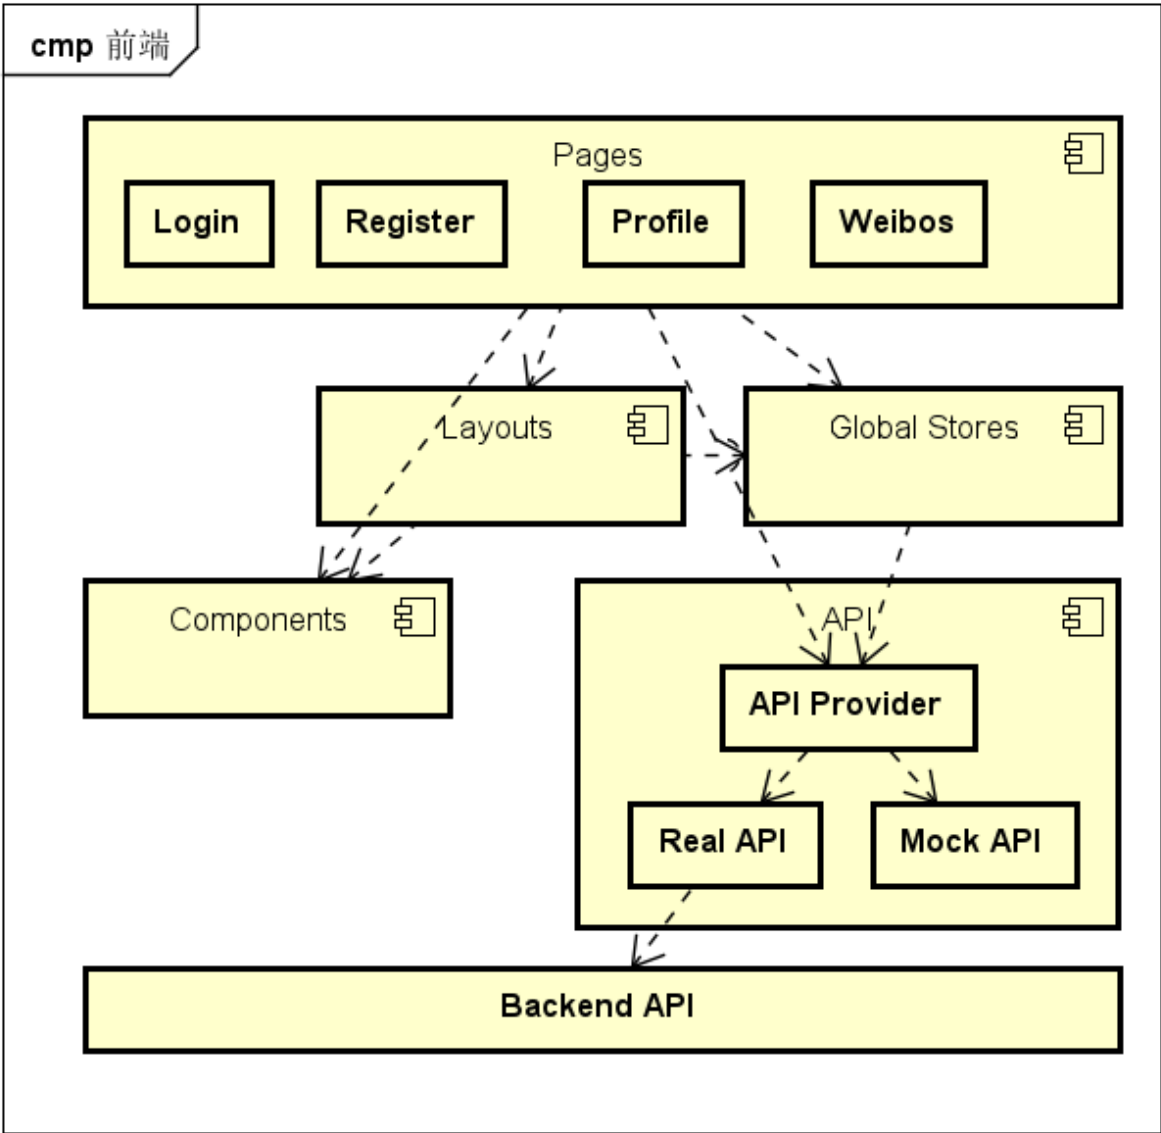 cmp 前端
Pages
Login
Register
Profile
Weibos
Layouts
Global Stores
Components
API
API Provider
Real API
Mock API
Backend API